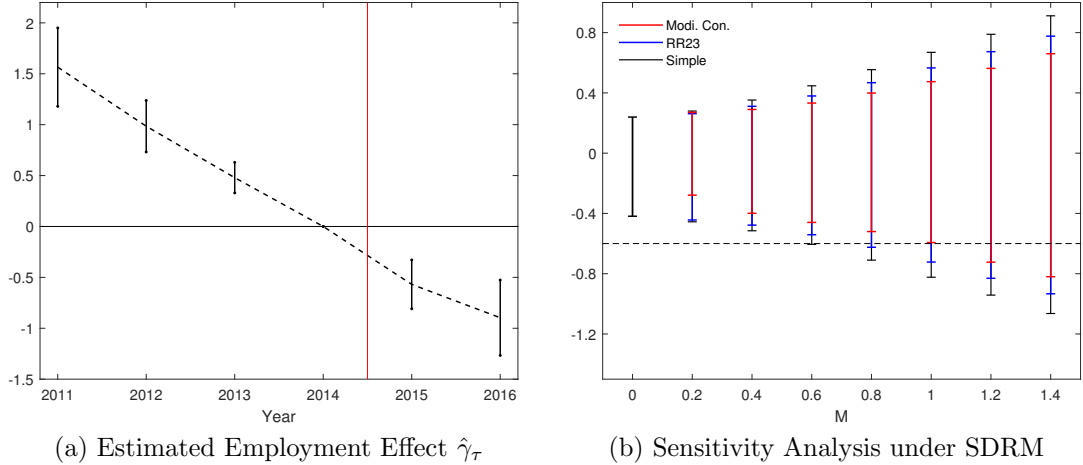 2
1.5
1
0.5
0
-0.5
-1
-1.5
2011 2012 2013 2014 2015 2016
Year
(a) Estimated Employment Effect γ̂τ
Modi. Con.
RR23
Simple
0.8
0.4
0
-0.4
-0.8
-1.2
0 0.2 0.4 0.6 0.8 1 1.2 1.4
M
(b) Sensitivity Analysis under SDRM